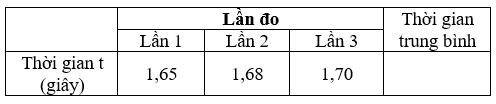 Lần đo
Thời gian
trung bình
Lần 1
Lần 2
Lần 3
Thời gian t
(giây)
1,65
1,68
1,70